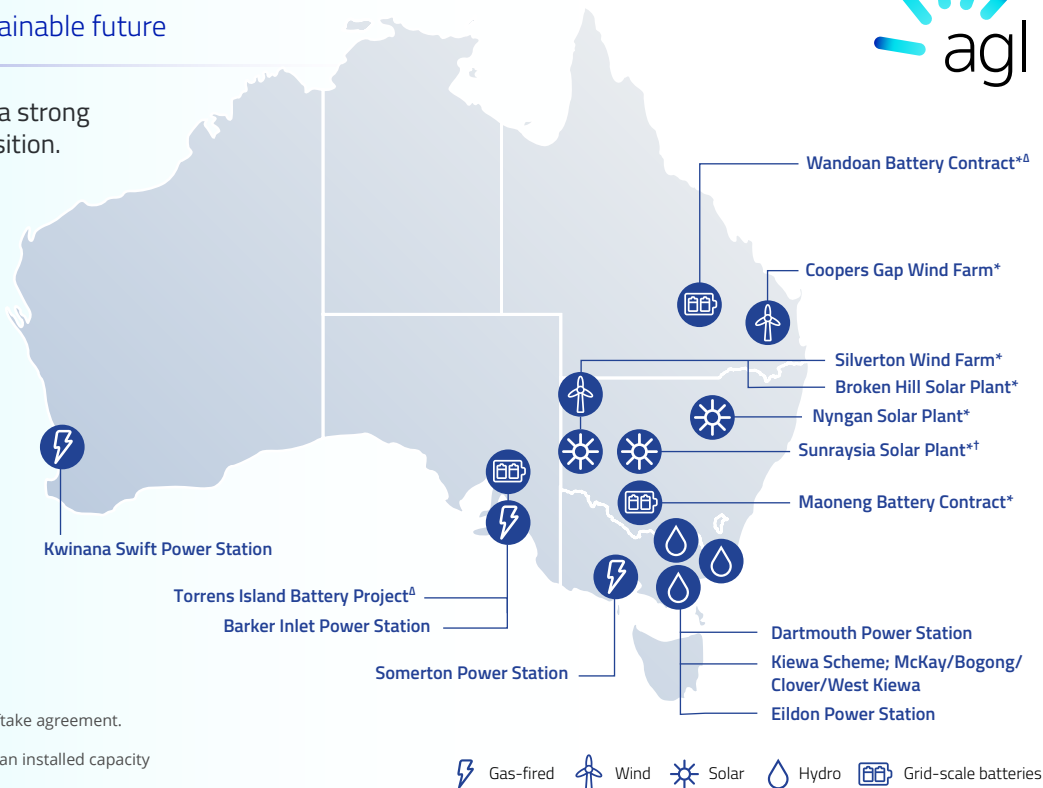 ainable future
agl
a strong
sition.
Wandoan Battery Contract*Δ
Coopers Gap Wind Farm*
Silverton Wind Farm*
Broken Hill Solar Plant*
Nyngan Solar Plant*
Sunraysia Solar Plant*†
Maoneng Battery Contract*
Kwinana Swift Power Station
Torrens Island Battery ProjectΔ
Barker Inlet Power Station
Somerton Power Station
Dartmouth Power Station
Kiewa Scheme; McKay/Bogong/
Clover/West Kiewa
Eildon Power Station
take agreement.
an installed capacity
Gas-fired Wind Solar Hydro Grid-scale batteries